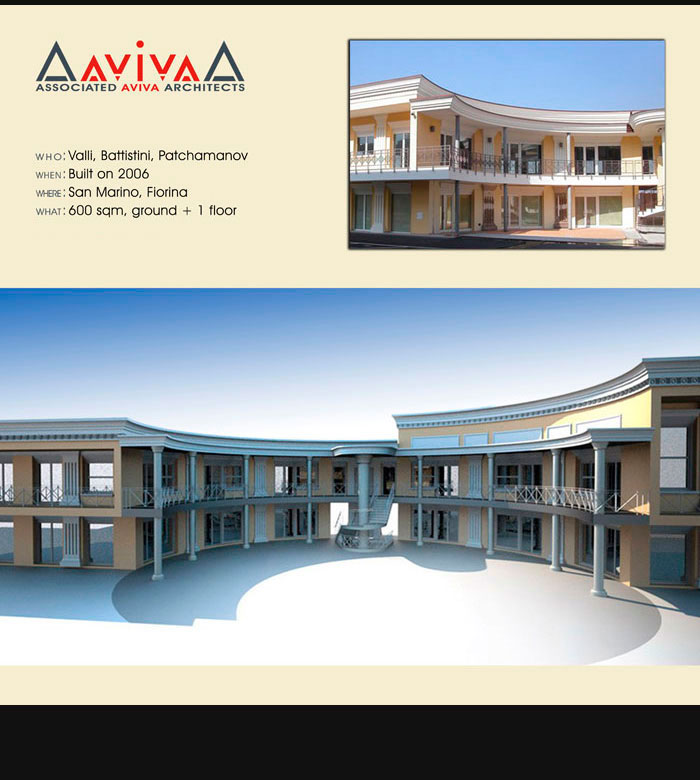 AVIVA
ASSOCIATED AVIVA ARCHITECTS
WHO: Valli, Battistini, Patchamanov
WHEN: Built on 2006
WHERE: San Marino, Fiorina
WHAT: 600 sqm, ground + 1 floor